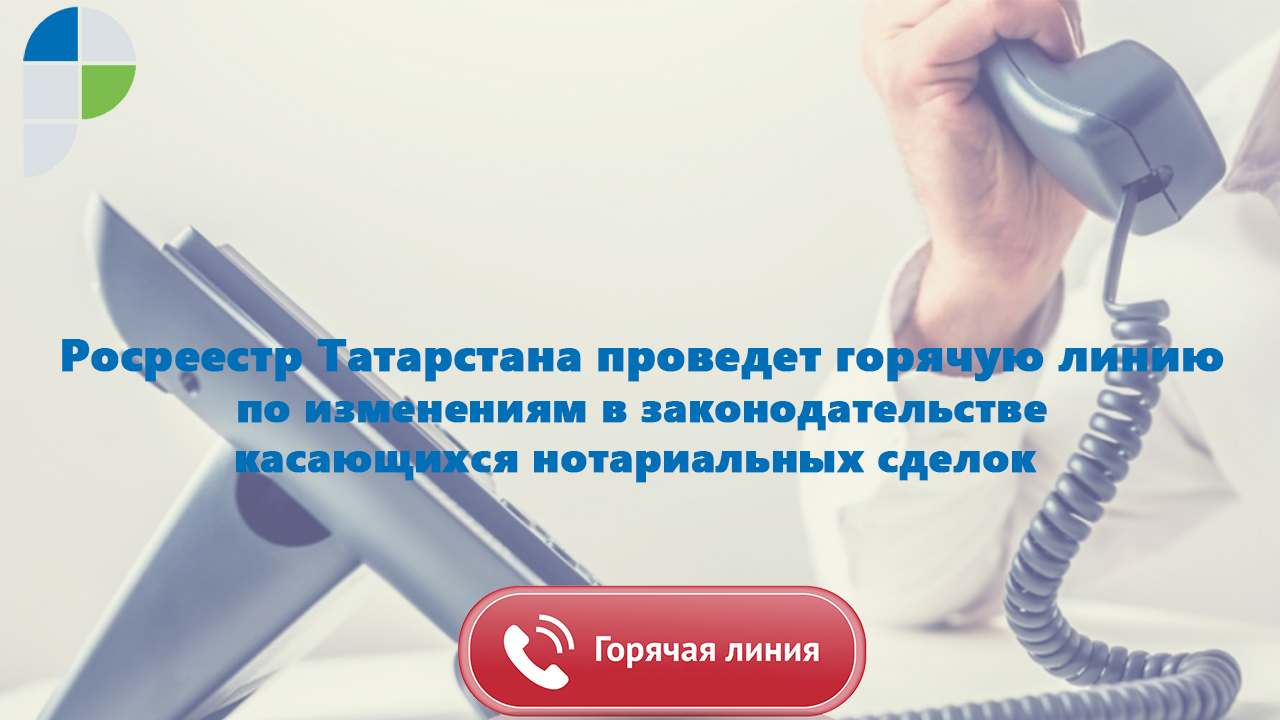 Росреестр Татарстана проведет горячую линию
по изменениям в законодательстве
касающихся нотариальных сделок
Горячая линия